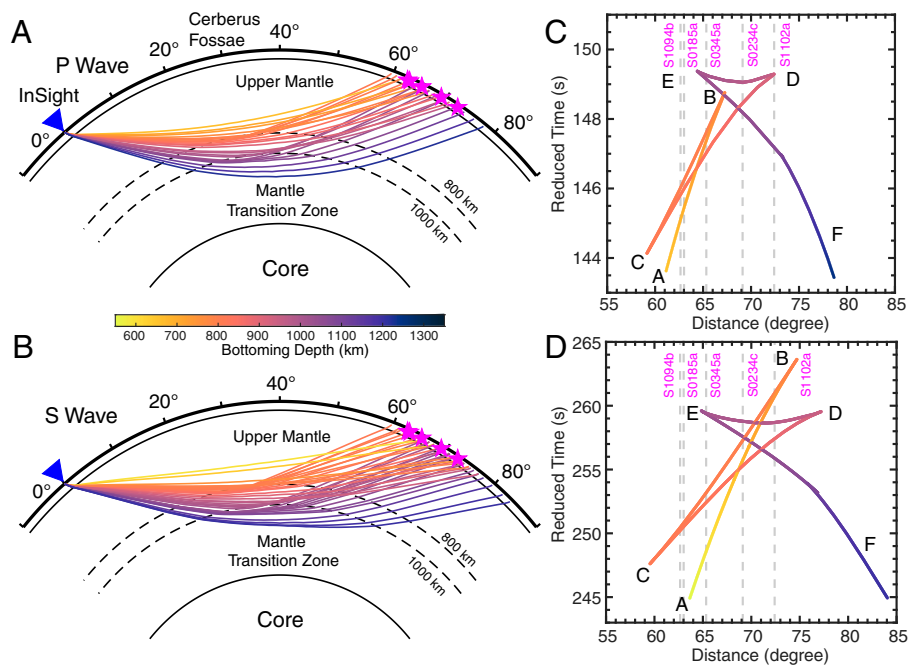 A
P Wave
InSight
Cerberus
Fossae
0°
20°
40°
60°
80°
Upper Mantle
800 km
1000 km
Mantle
Transition Zone
Core
600 700 800 900 1000 1100 1200 1300
Bottoming Depth (km)
B
S Wave
0°
20°
40°
60°
80°
Upper Mantle
800 km
1000 km
Mantle
Transition Zone
Core
C
Reduced Time (s)
150
148
146
144
S1094b
S0185a
S0345a
S0234c
S1102a
E
B
D
C
A
F
55 60 65 70 75 80 85
Distance (degree)
D
Reduced Time (s)
265
260
255
250
245
S1094b
S0185a
S0345a
S0234c
S1102a
B
E
D
C
A
F
55 60 65 70 75 80 85
Distance (degree)